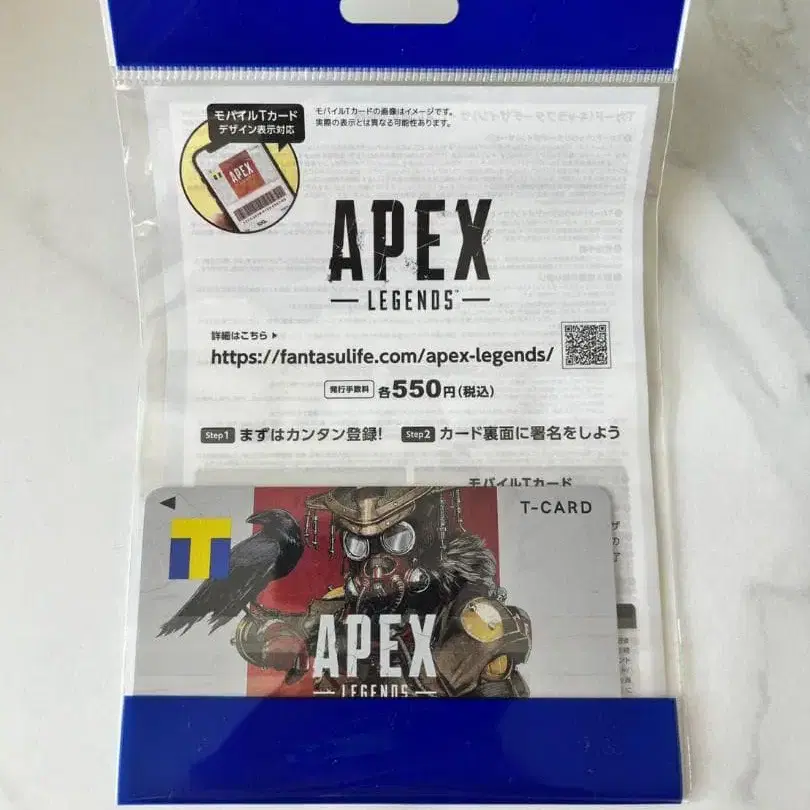 モバイルTカード
デザイン表示対応
モバイルTカードの画像はイメージです。
実際の表示とは異なる可能性あります。
APEX
APEX
LEGENDS™
詳細はこちら ▶
https://fantasulife.com/apex-legends/
発行手数料 各550円(税込)
Step1 まずはカンタン登録! Step2 カード裏面に署名をしよう
モバイルTカード
T-CARD
T
APEX
LEGENDS